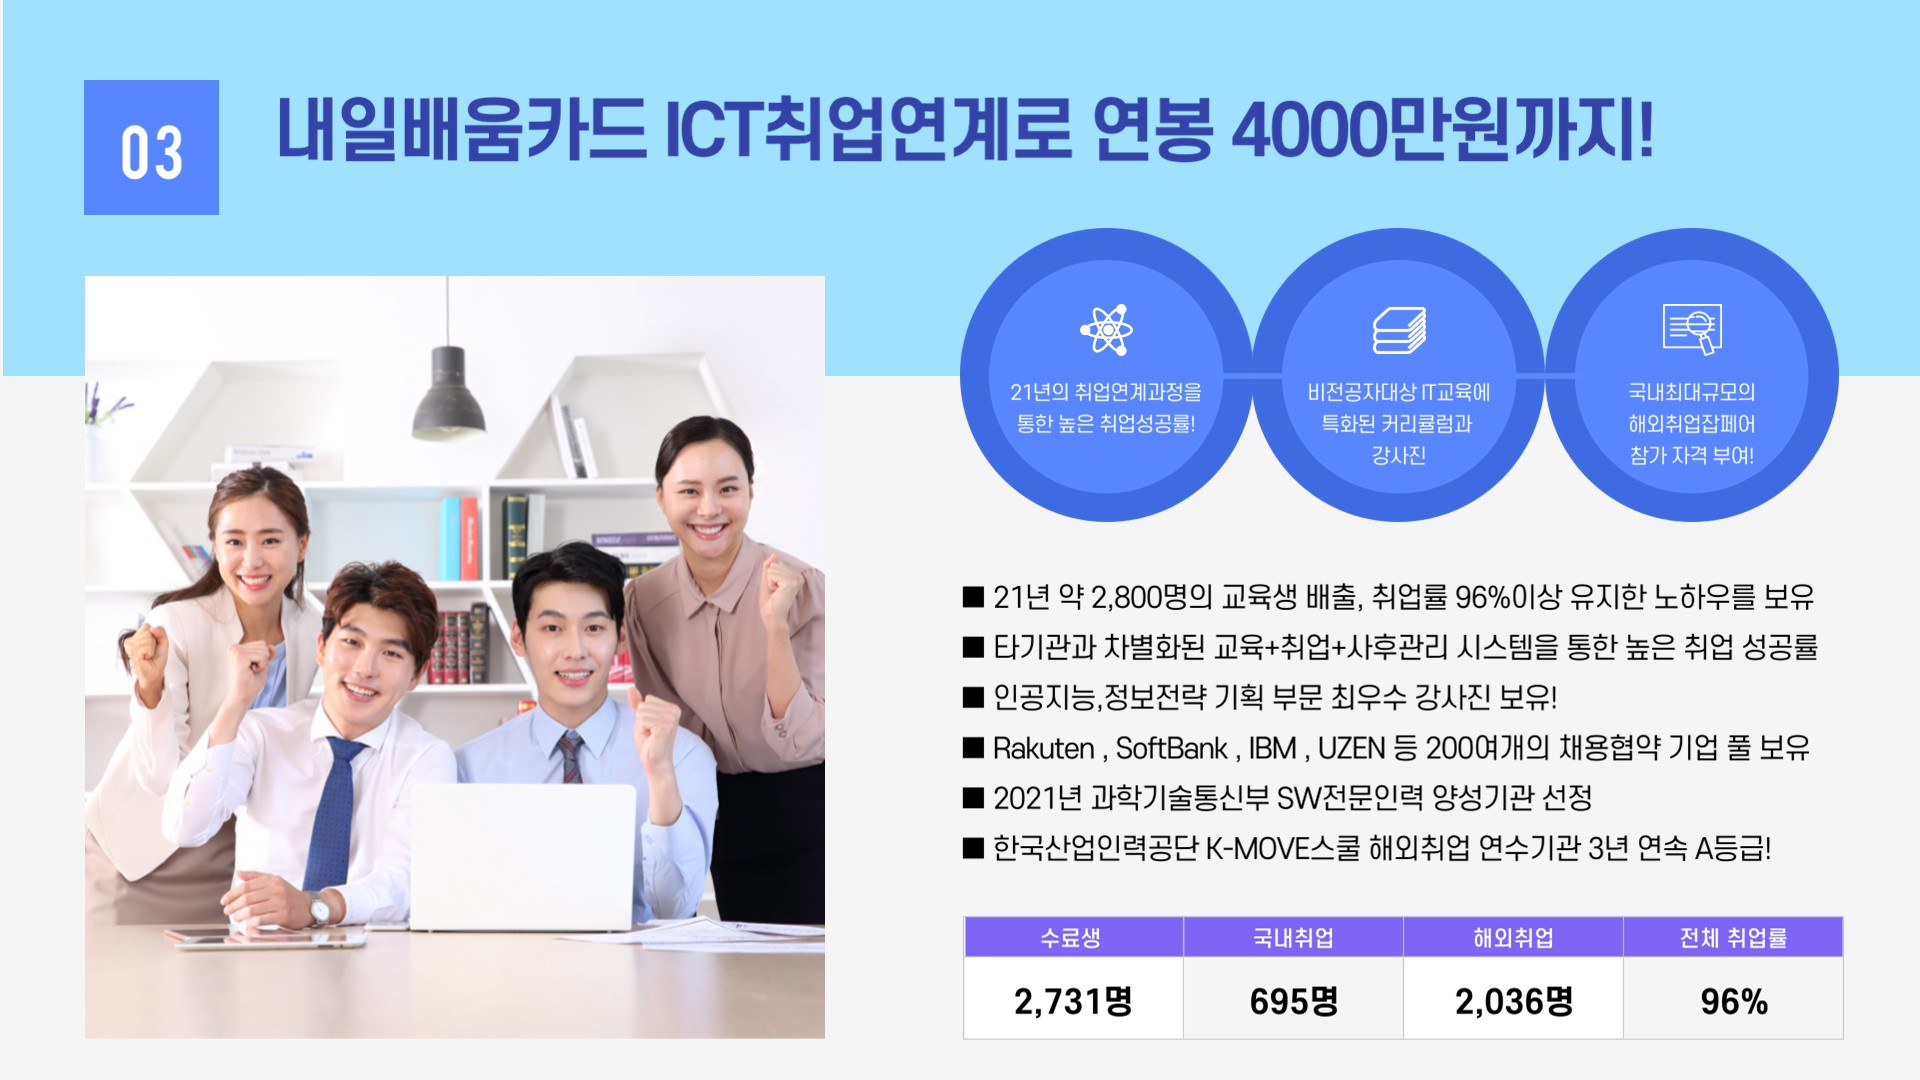 03
내일배움카드 ICT취업연계로 연봉 4000만원까지!
21년의 취업연계과정을
통한 높은 취업성공률!
비전공자대상 IT교육에
특화된 커리큘럼과
강사진
국내최대규모의
해외취업잡페어
참가 자격 부여!
■ 21년 약 2,800명의 교육생 배출, 취업률 96%이상 유지한 노하우를 보유
■ 타기관과 차별화된 교육+취업+사후관리 시스템을 통한 높은 취업 성공률
■ 인공지능,정보전략 기획 부문 최우수 강사진 보유!
■ Rakuten , SoftBank , IBM , UZEN 등 200여개의 채용협약 기업 풀 보유
■ 2021년 과학기술통신부 SW전문인력 양성기관 선정
■ 한국산업인력공단 K-MOVE스쿨 해외취업 연수기관 3년 연속 A등급!
수료생 국내취업 해외취업 전체 취업률
2,731명 695명 2,036명 96%